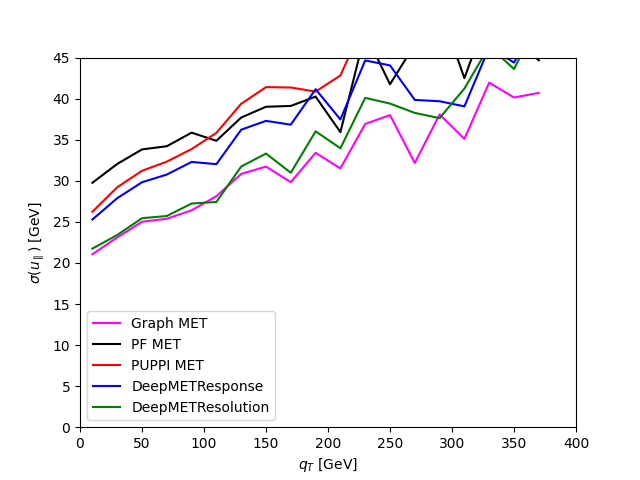 45
40
35
30
25
20
15
10
5
0
σ(u∥) [GeV]
Graph MET
PF MET
PUPPI MET
DeepMETResponse
DeepMETResolution
0 50 100 150 200 250 300 350 400
qT [GeV]